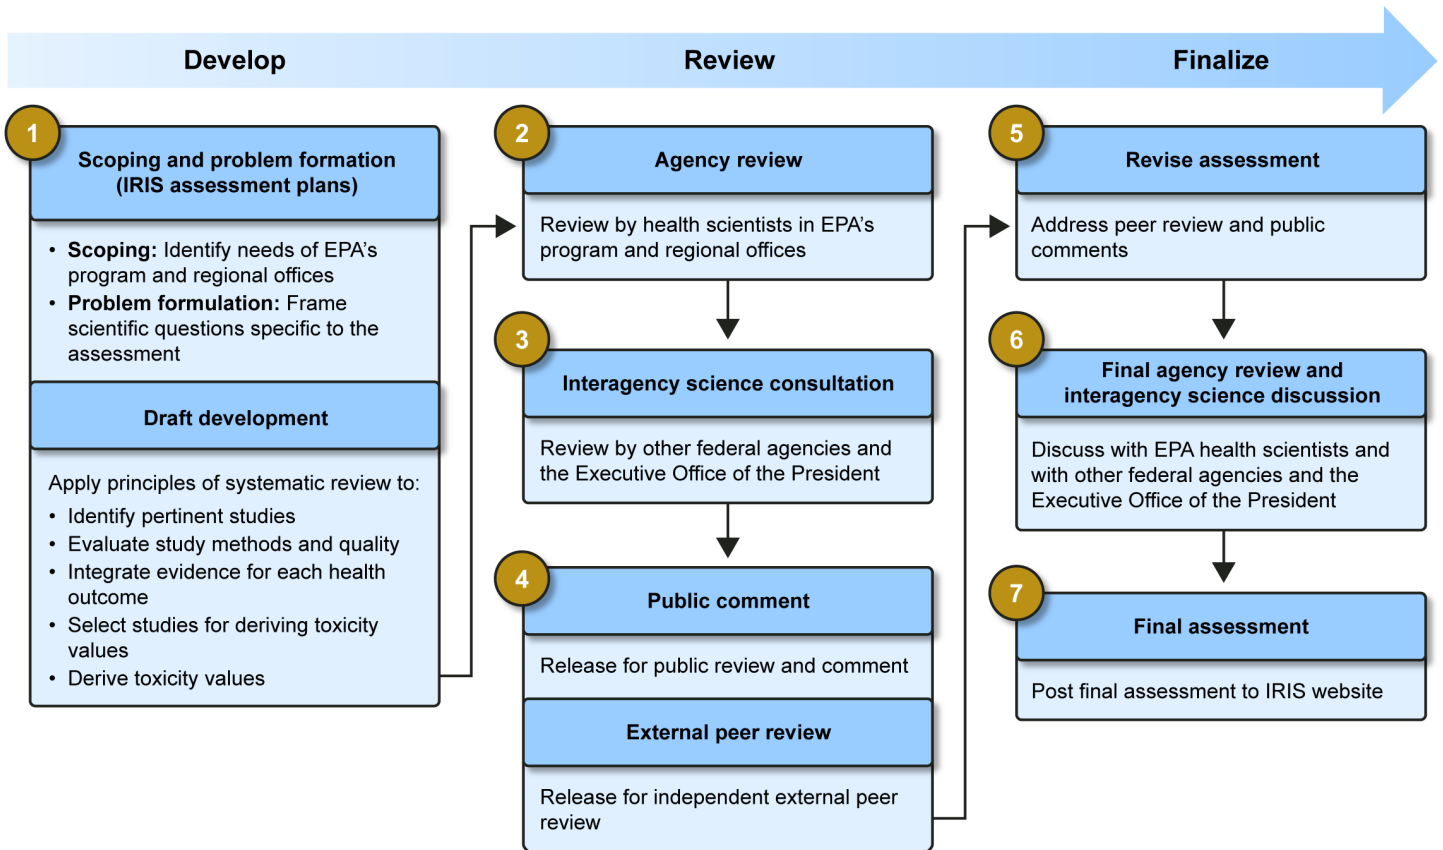 Develop
Review
Finalize
1
Scoping and problem formation
(IRIS assessment plans)
• Scoping: Identify needs of EPA's
program and regional offices
• Problem formulation: Frame
scientific questions specific to the
assessment
Draft development
Apply principles of systematic review to:
• Identify pertinent studies
• Evaluate study methods and quality
• Integrate evidence for each health
outcome
• Select studies for deriving toxicity
values
• Derive toxicity values
2
Agency review
Review by health scientists in EPA's
program and regional offices
3
Interagency science consultation
Review by other federal agencies and
the Executive Office of the President
4
Public comment
Release for public review and comment
External peer review
Release for independent external peer
review
5
Revise assessment
Address peer review and public
comments
6
Final agency review and
interagency science discussion
Discuss with EPA health scientists and
with other federal agencies and the
Executive Office of the President
7
Final assessment
Post final assessment to IRIS website